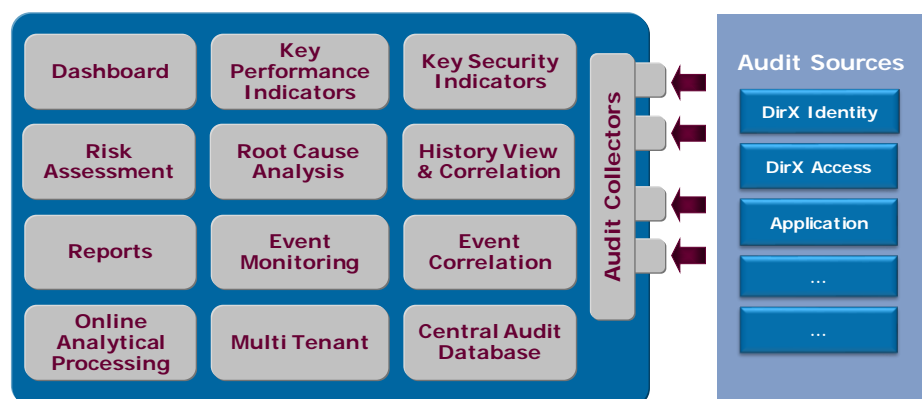 Dashboard
Key
Performance
Indicators
Key Security
Indicators
Risk
Assessment
Root Cause
Analysis
History View
& Correlation
Reports
Event
Monitoring
Event
Correlation
Online
Analytical
Processing
Multi Tenant
Central Audit
Database
Audit Collectors
Audit Sources
DirX Identity
DirX Access
Application
...
...